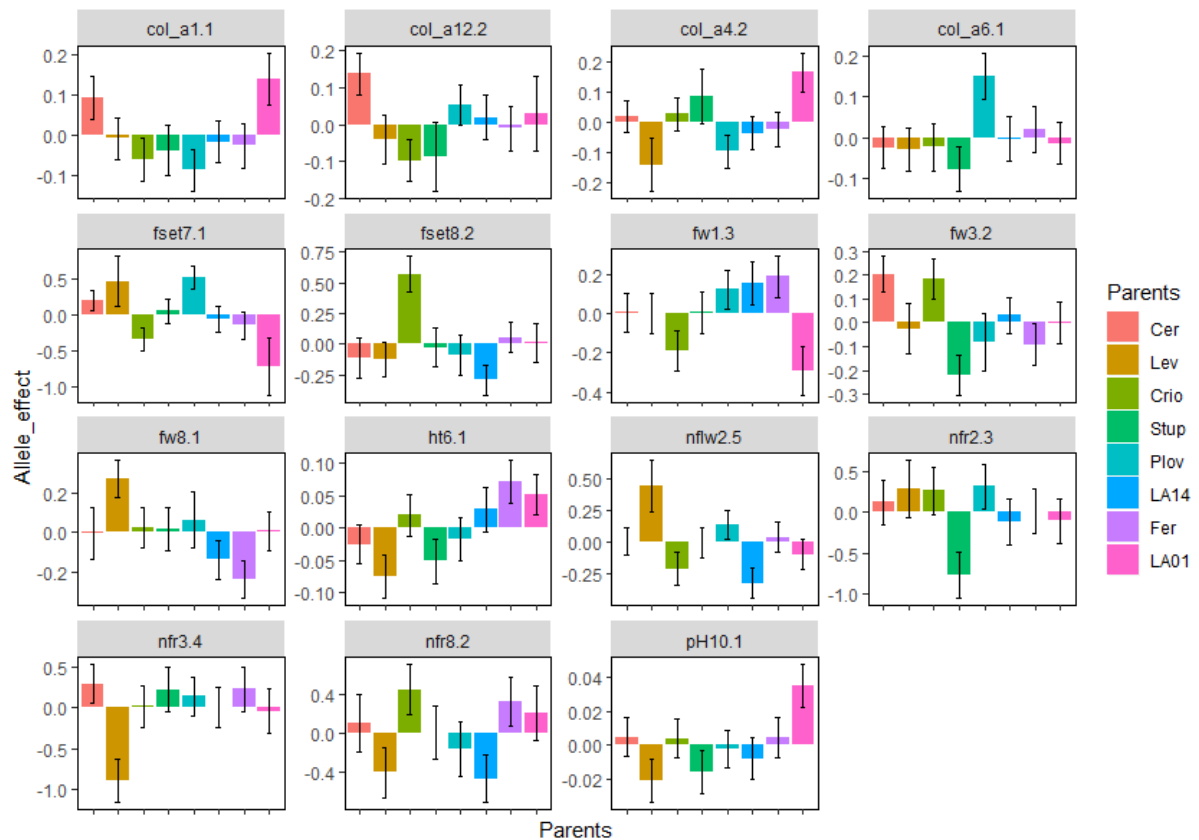 col_a1.1 col_a12.2 col_a4.2 col_a6.1
0.2 0.2 0.2 0.2
0.1 0.1 0.1 0.1
0.0 0.0 0.0 0.0
-0.1 -0.1 -0.1 -0.1
-0.2 -0.2
fset7.1 fset8.2 fw1.3 fw3.2
0.5 0.75 0.2 0.3
0.0 0.50 0.0 0.2
-0.5 0.25 -0.2 0.1
-1.0 0.00 -0.4 0.0
-0.25 -0.1
-0.2
-0.3
fw8.1 ht6.1 nflw2.5 nfr2.3
0.2 0.10 0.50 0.5
0.0 0.05 0.25 0.0
-0.2 0.00 0.00 -0.5
-0.05 -0.25 -1.0
-0.10
nfr3.4 nfr8.2 pH10.1
0.5 0.4 0.04
0.0 0.0 0.02
-0.5 -0.4 0.00
-1.0 -0.02
Allele_effect
Parents
Parents
Cer
Lev
Crio
Stup
Plov
LA14
Fer
LA01